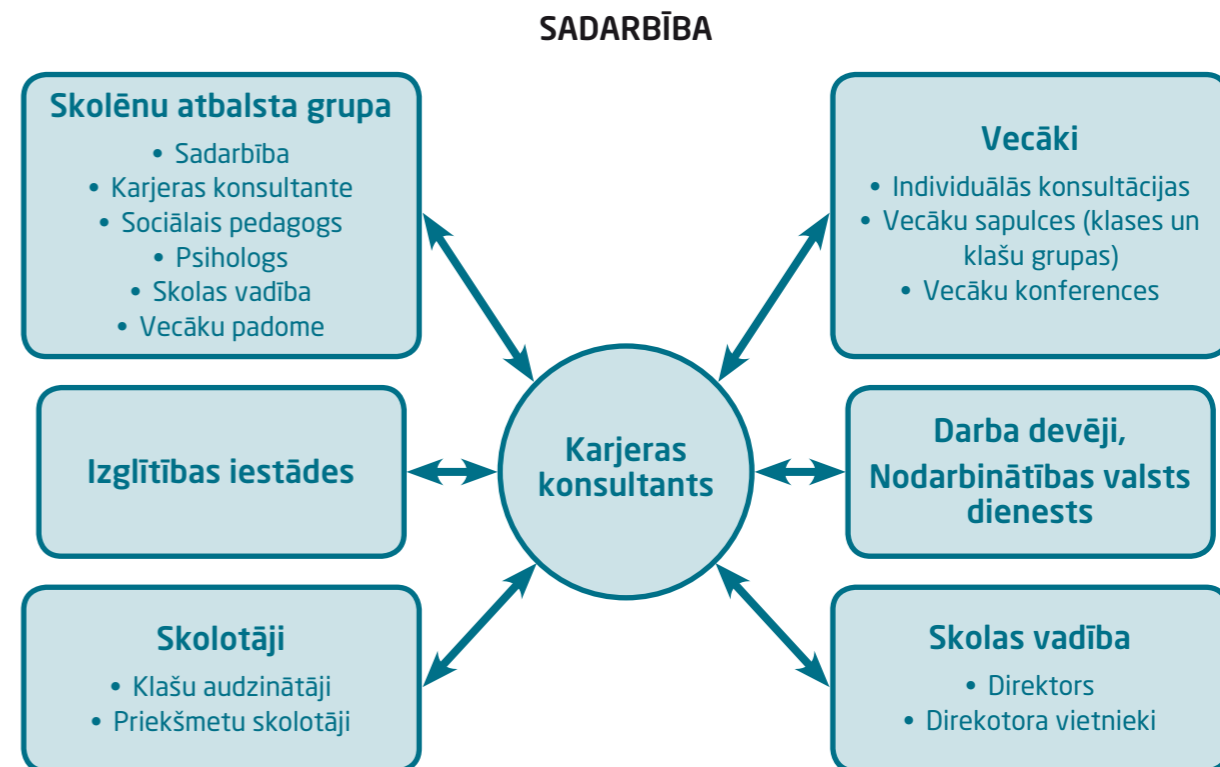 SADARBĪBA
Skolēnu atbalsta grupa
• Sadarbība
• Karjeras konsultante
• Sociālais pedagogs
• Psihologs
• Skolas vadība
• Vecāku padome
Vecāki
• Individuālās konsultācijas
• Vecāku sapulces (klases un
klašu grupas)
• Vecāku konferences
Izglītības iestādes
Karjeras
konsultants
Darba devēji,
Nodarbinātības valsts
dienests
Skolotāji
• Klašu audzinātāji
• Priekšmetu skolotāji
Skolas vadība
• Direktors
• Direkotora vietnieki